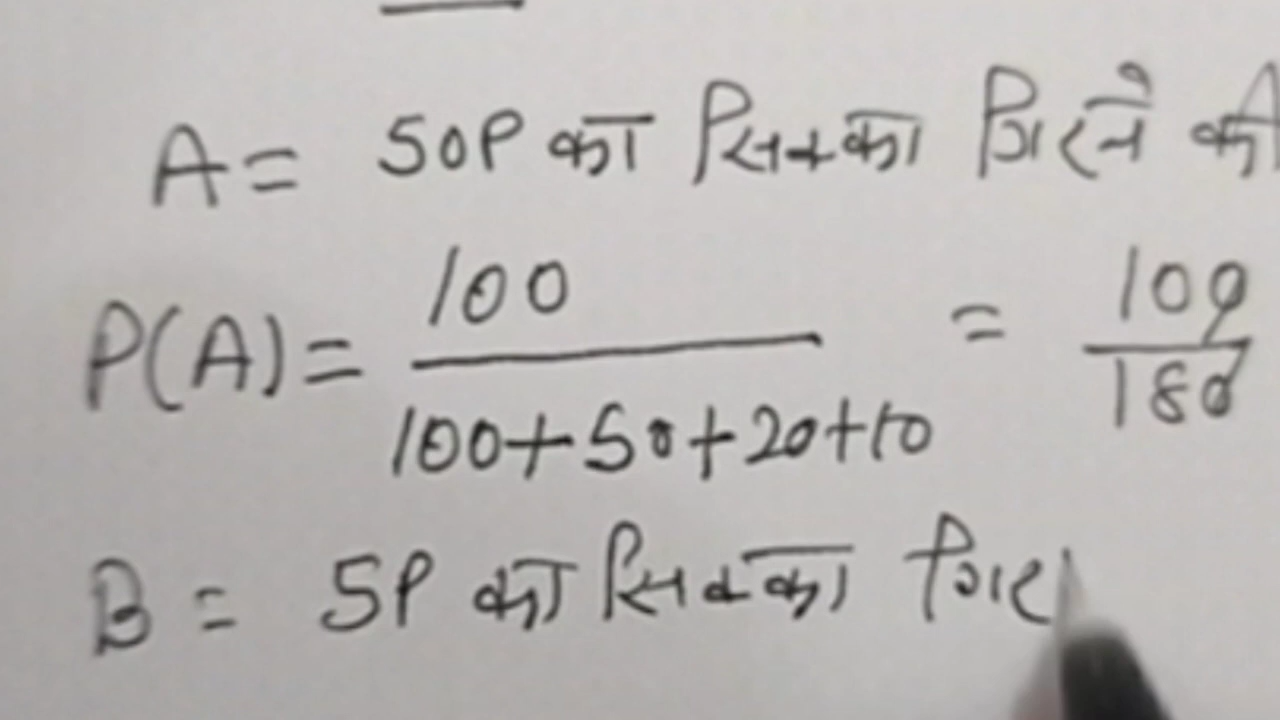 A = 50P का सिक्का गिरने की
P(A) = 100 / 100+50+20+10 = 100 / 180
B = 5P का सिक्का गिर